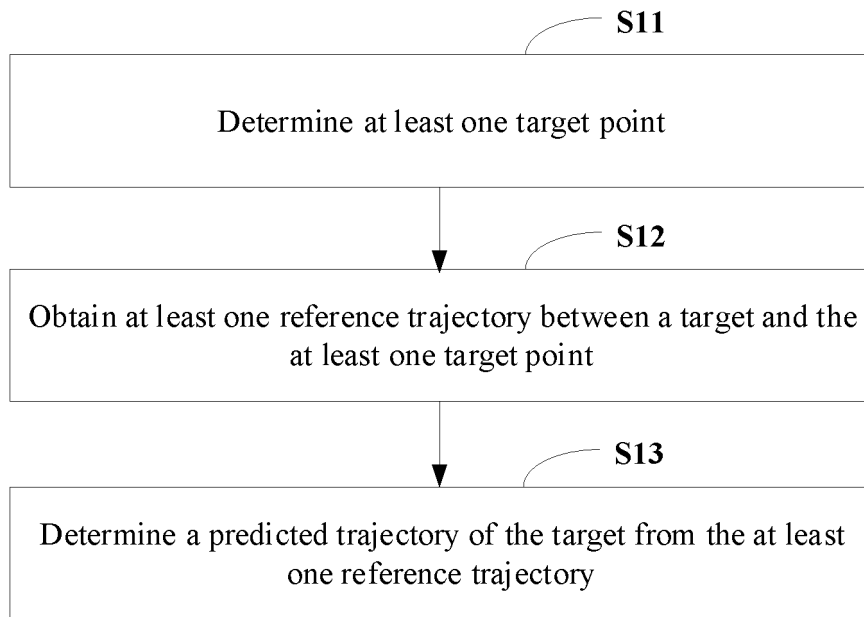 S11
Determine at least one target point
S12
Obtain at least one reference trajectory between a target and the
at least one target point
S13
Determine a predicted trajectory of the target from the at least
one reference trajectory